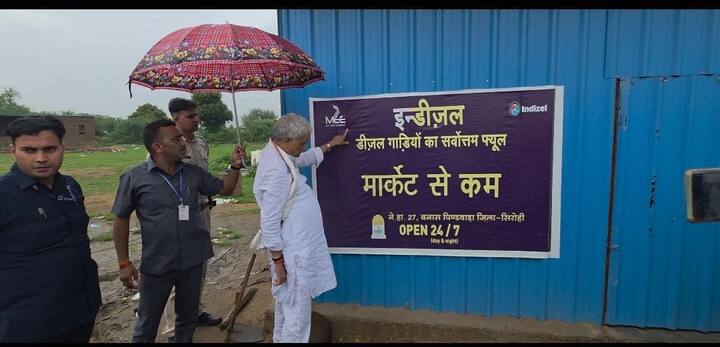 MEE
Indizel
इन्डीज़ल
डीज़ल गाड़ियों का सर्वोत्तम फ्यूल
मार्केट से कम
ने.हा. 27, बनास पिण्डवाड़ा जिला-सिरोही
OPEN 24 / 7
(day & night)